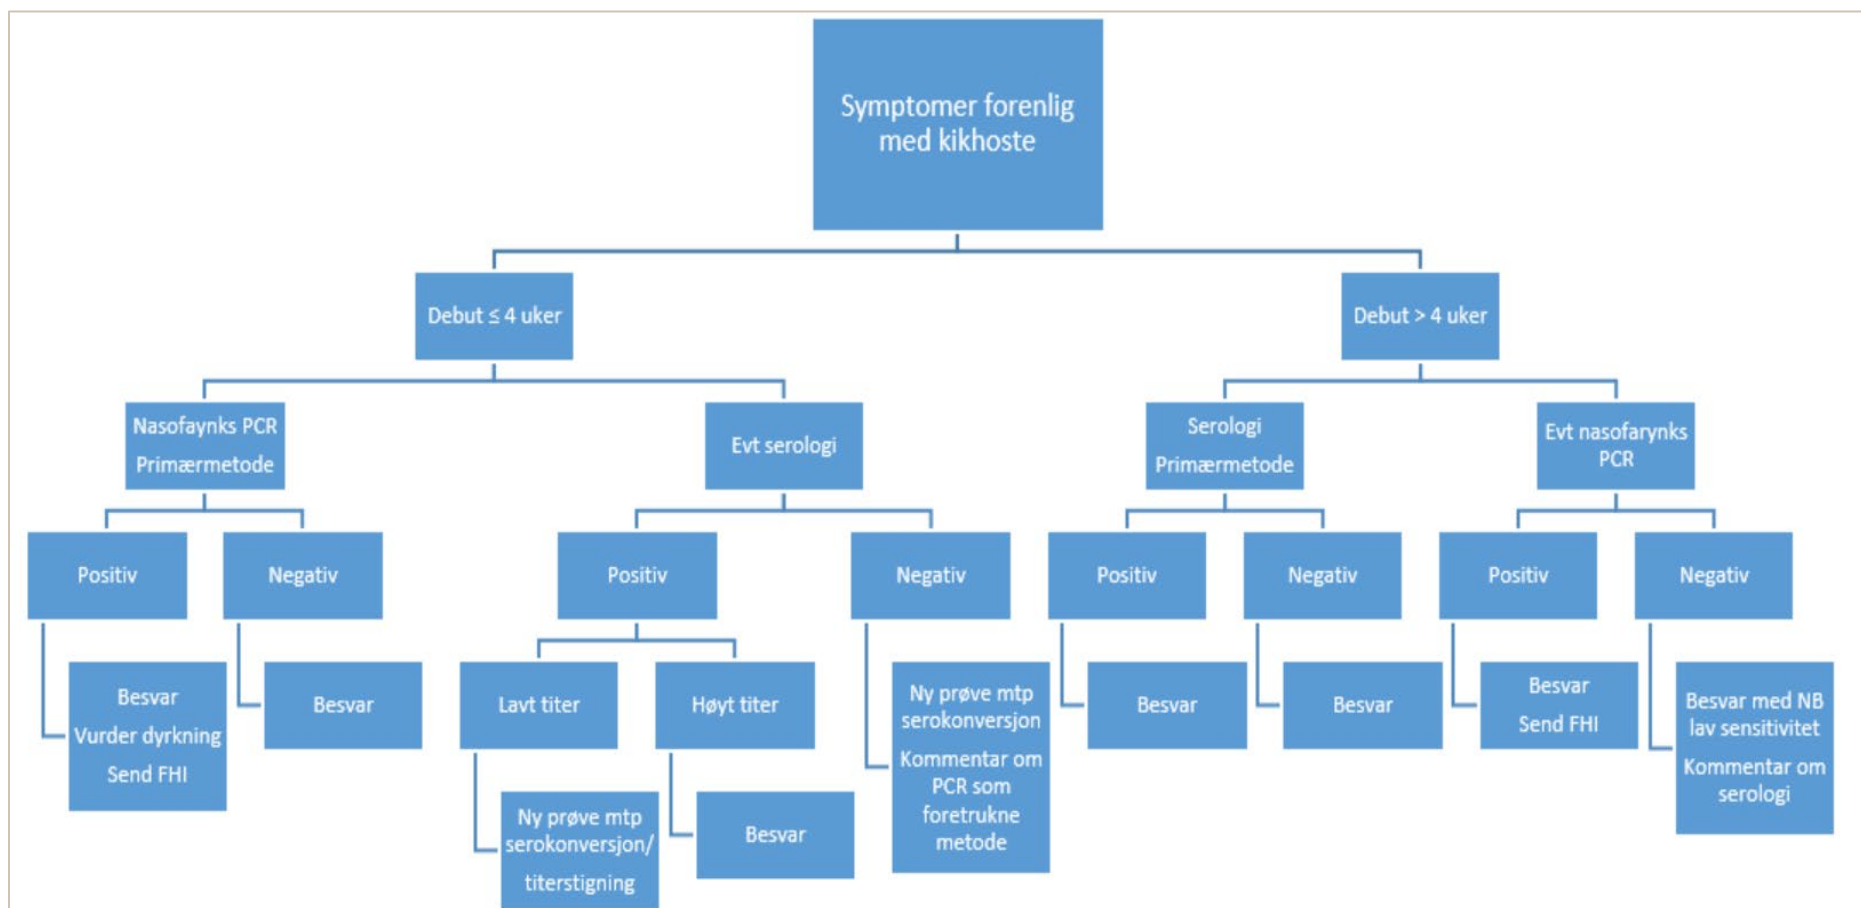 Symptomer forenlig
med kikhoste
Debut ≤ 4 uker
Debut > 4 uker
Nasofaynks PCR
Primærmetode
Evt serologi
Serologi
Primærmetode
Evt nasofarynks
PCR
Positiv
Negativ
Positiv
Negativ
Positiv
Negativ
Positiv
Negativ
Besvar
Vurder dyrkning
Send FHI
Besvar
Lavt titer
Høyt titer
Ny prøve mtp
serokonversjon
Kommentar om
PCR som
foretrukne
metode
Besvar
Besvar
Besvar
Send FHI
Besvar med NB
lav sensitivitet
Kommentar om
serologi
Ny prøve mtp
serokonversjon/
titerstigning
Besvar